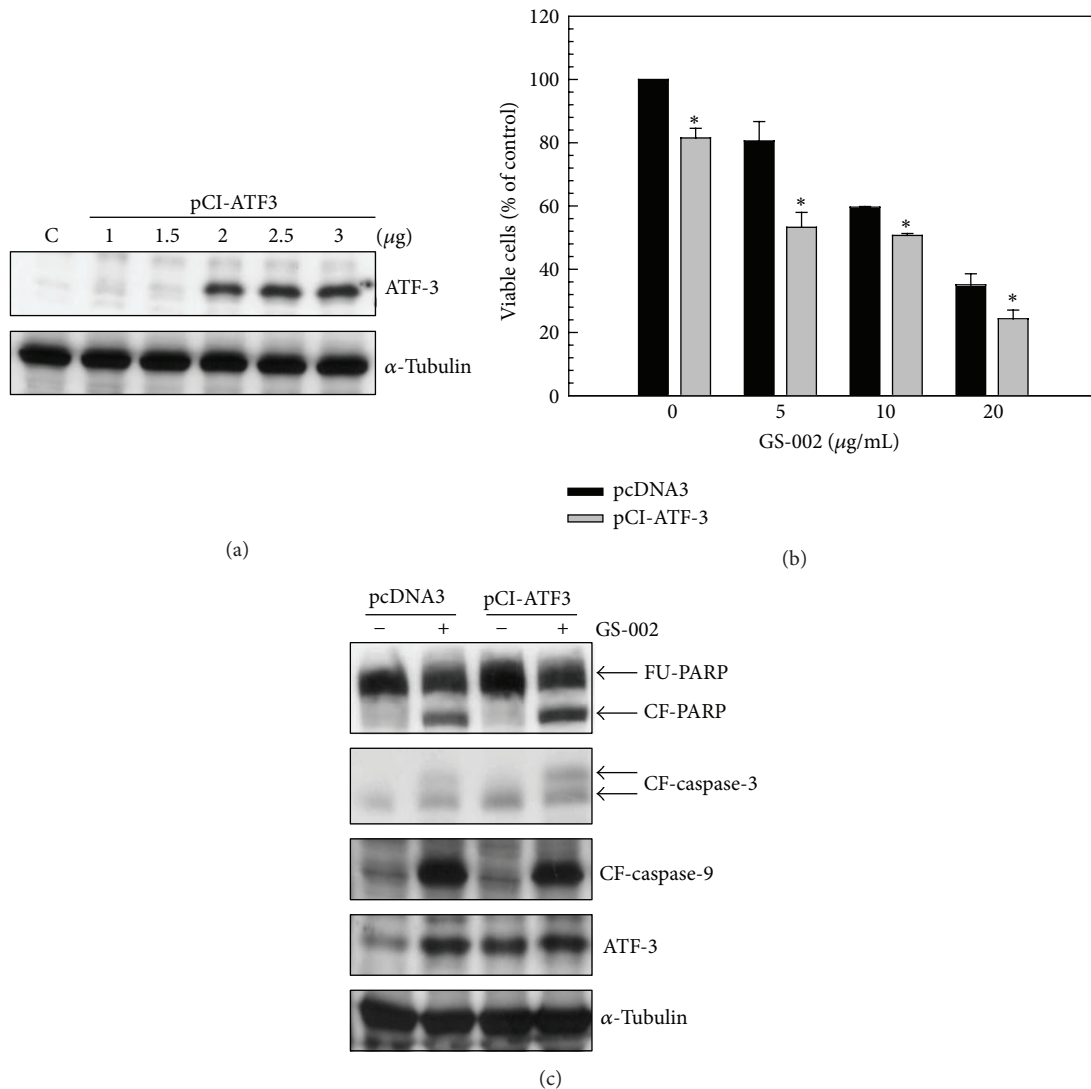 pCI-ATF3
C 1 1.5 2 2.5 3 (μg)
ATF-3
α-Tubulin
(a)
120
100
80
60
40
20
0
Viable cells (% of control)
* * * *
0 5 10 20
GS-002 (μg/mL)
pcDNA3
pCI-ATF-3
(b)
pcDNA3 pCI-ATF3
− + − + GS-002
FU-PARP
CF-PARP
CF-caspase-3
CF-caspase-9
ATF-3
α-Tubulin
(c)